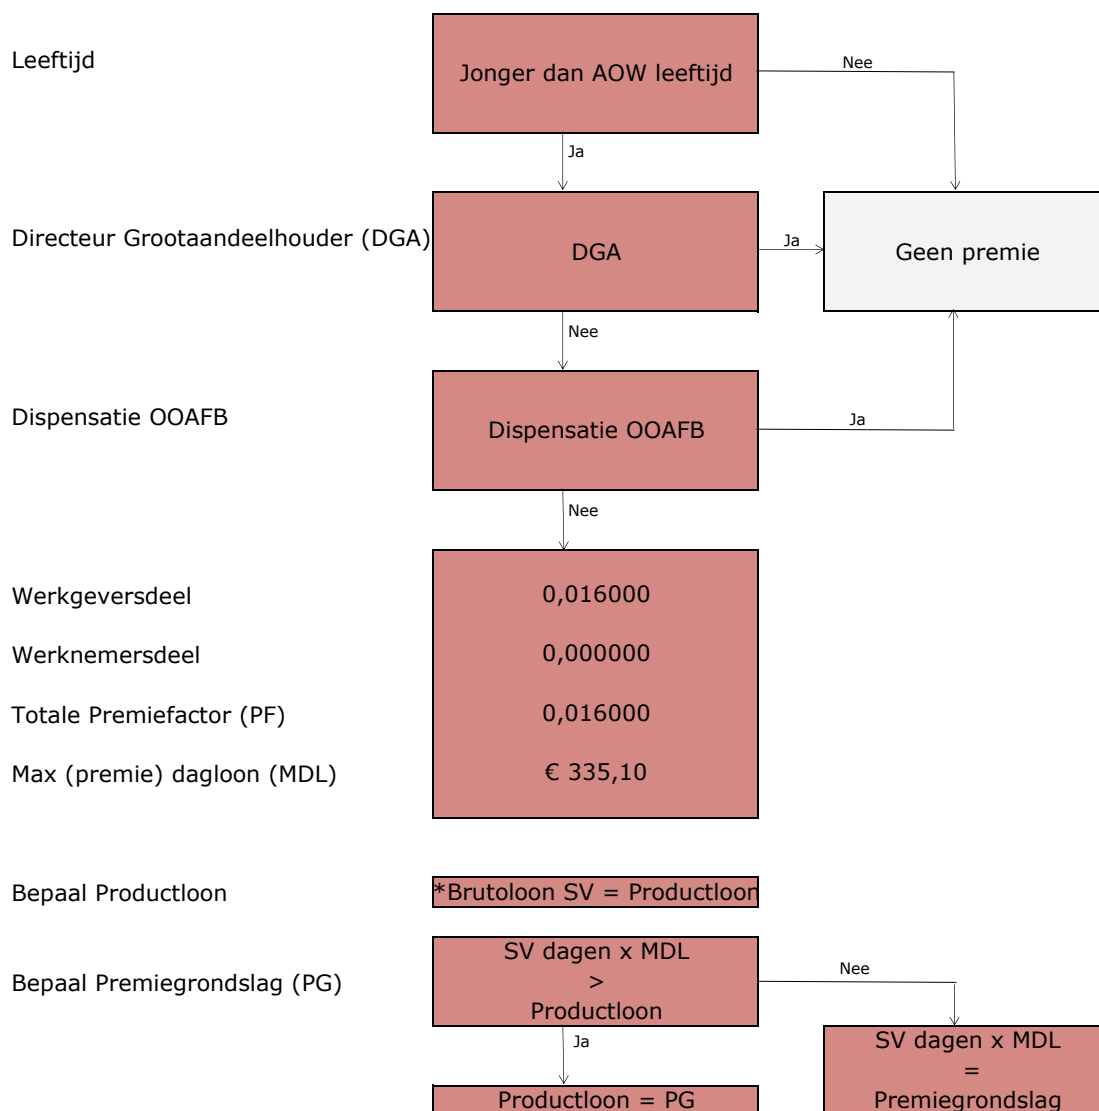 Leeftijd
Jonger dan AOW leeftijd
Nee
Ja
Directeur Grootaandeelhouder (DGA)
DGA
Ja
Geen premie
Nee
Dispensatie OOAFB
Dispensatie OOAFB
Ja
Nee
Werkgeversdeel
0,016000
Werknemersdeel
0,000000
Totale Premiefactor (PF)
0,016000
Max (premie) dagloon (MDL)
€ 335,10
Bepaal Productloon
*Brutoloon SV = Productloon
Bepaal Premiegrondslag (PG)
SV dagen x MDL
>
Productloon
Nee
Ja
SV dagen x MDL
=
Premiegrondslag
Productloon = PG